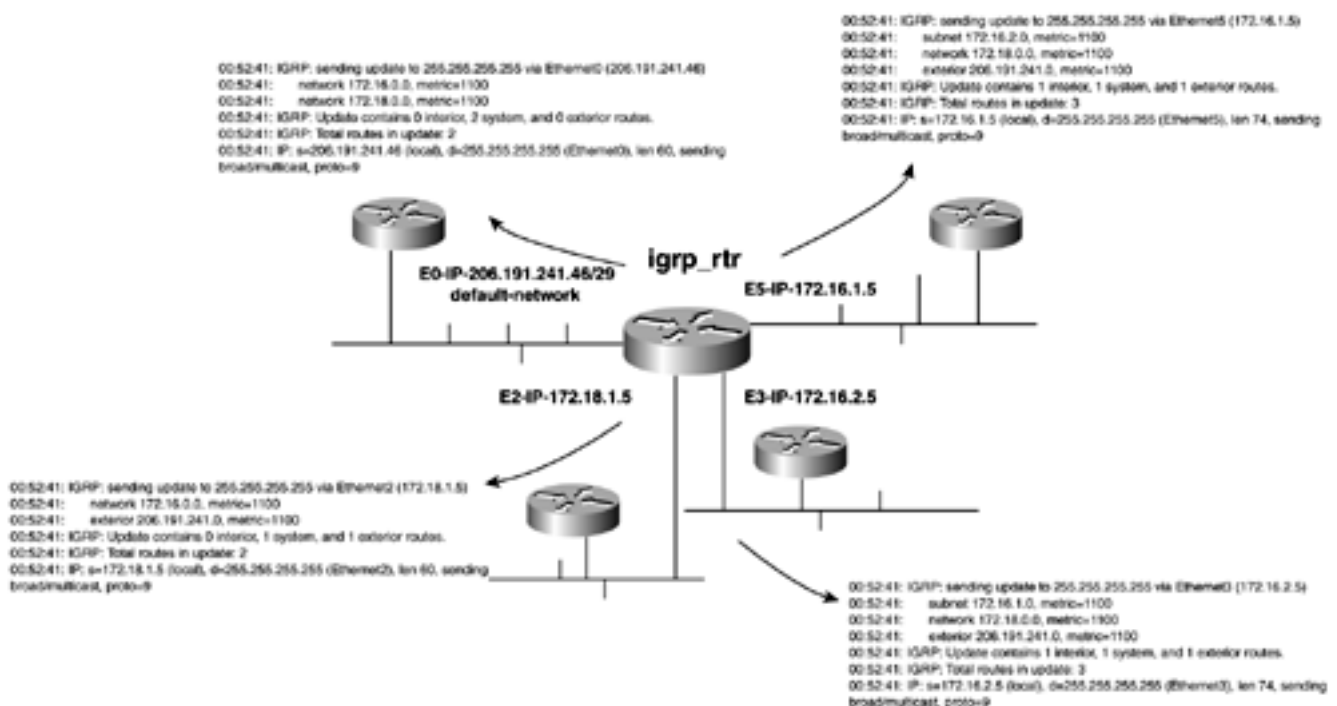 00:52:41: IGRP: sending update to 255.255.255.255 via Ethernet5 (172.16.1.5)
00:52:41: subnet 172.16.2.0, metric=1100
00:52:41: network 172.18.0.0, metric=1100
00:52:41: exterior 206.191.241.0, metric=1100
00:52:41: IGRP: Update contains 1 interior, 1 system, and 1 exterior routes.
00:52:41: IGRP: Total routes in update: 3
00:52:41: IP: s=172.16.1.5 (local), d=255.255.255.255 (Ethernet5), len 74, sending
broad/multicast, proto=9
00:52:41: IGRP: sending update to 255.255.255.255 via Ethernet0 (206.191.241.46)
00:52:41: network 172.16.0.0, metric=1100
00:52:41: network 172.18.0.0, metric=1100
00:52:41: IGRP: Update contains 0 interior, 2 system, and 0 exterior routes.
00:52:41: IGRP: Total routes in update: 2
00:52:41: IP: s=206.191.241.46 (local), d=255.255.255.255 (Ethernet0), len 60, sending
broad/multicast, proto=9
igrp_rtr
E0-IP-206.191.241.46/29
default-network
E5-IP-172.16.1.5
E2-IP-172.18.1.5
E3-IP-172.16.2.5
00:52:41: IGRP: sending update to 255.255.255.255 via Ethernet2 (172.18.1.5)
00:52:41: network 172.16.0.0, metric=1100
00:52:41: exterior 206.191.241.0, metric=1100
00:52:41: IGRP: Update contains 0 interior, 1 system, and 1 exterior routes.
00:52:41: IGRP: Total routes in update: 2
00:52:41: IP: s=172.18.1.5 (local), d=255.255.255.255 (Ethernet2), len 60, sending
broad/multicast, proto=9
00:52:41: IGRP: sending update to 255.255.255.255 via Ethernet3 (172.16.2.5)
00:52:41: subnet 172.16.1.0, metric=1100
00:52:41: network 172.18.0.0, metric=1100
00:52:41: exterior 206.191.241.0, metric=1100
00:52:41: IGRP: Update contains 1 interior, 1 system, and 1 exterior routes.
00:52:41: IGRP: Total routes in update: 3
00:52:41: IP: s=172.16.2.5 (local), d=255.255.255.255 (Ethernet3), len 74, sending
broad/multicast, proto=9